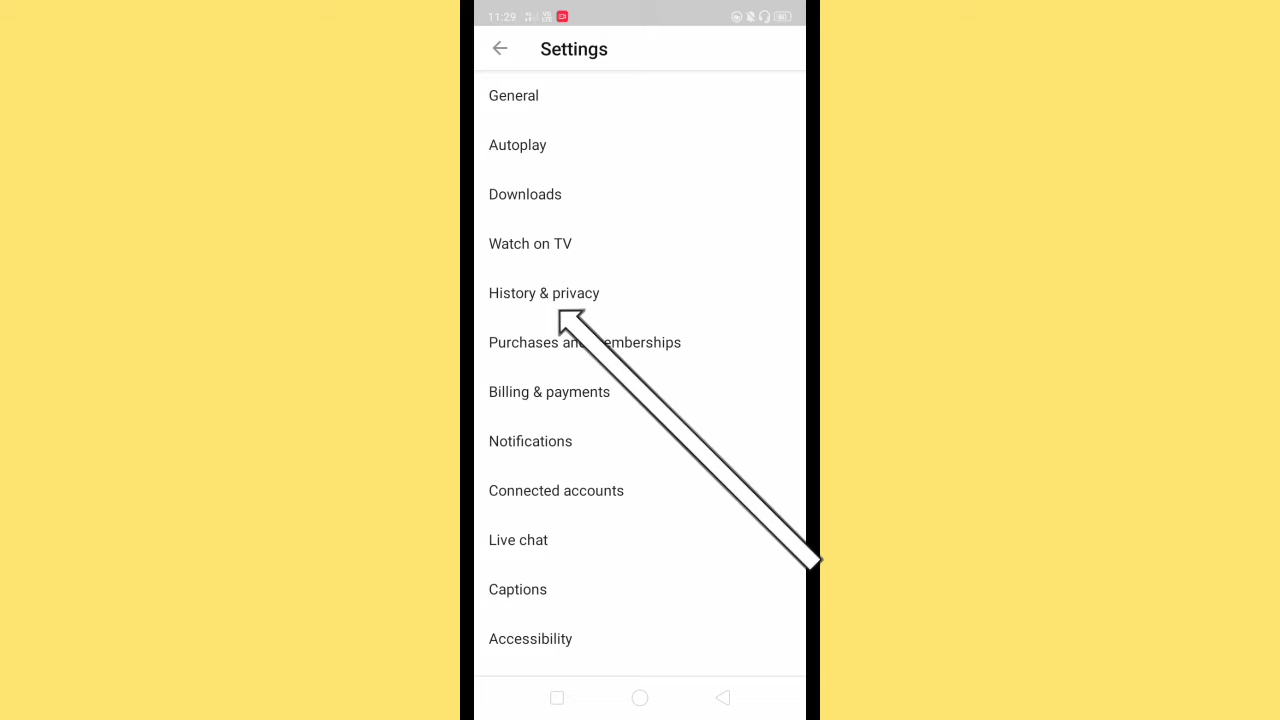 11:29
Settings
General
Autoplay
Downloads
Watch on TV
History & privacy
Purchases an emberships
Billing & payments
Notifications
Connected accounts
Live chat
Captions
Accessibility